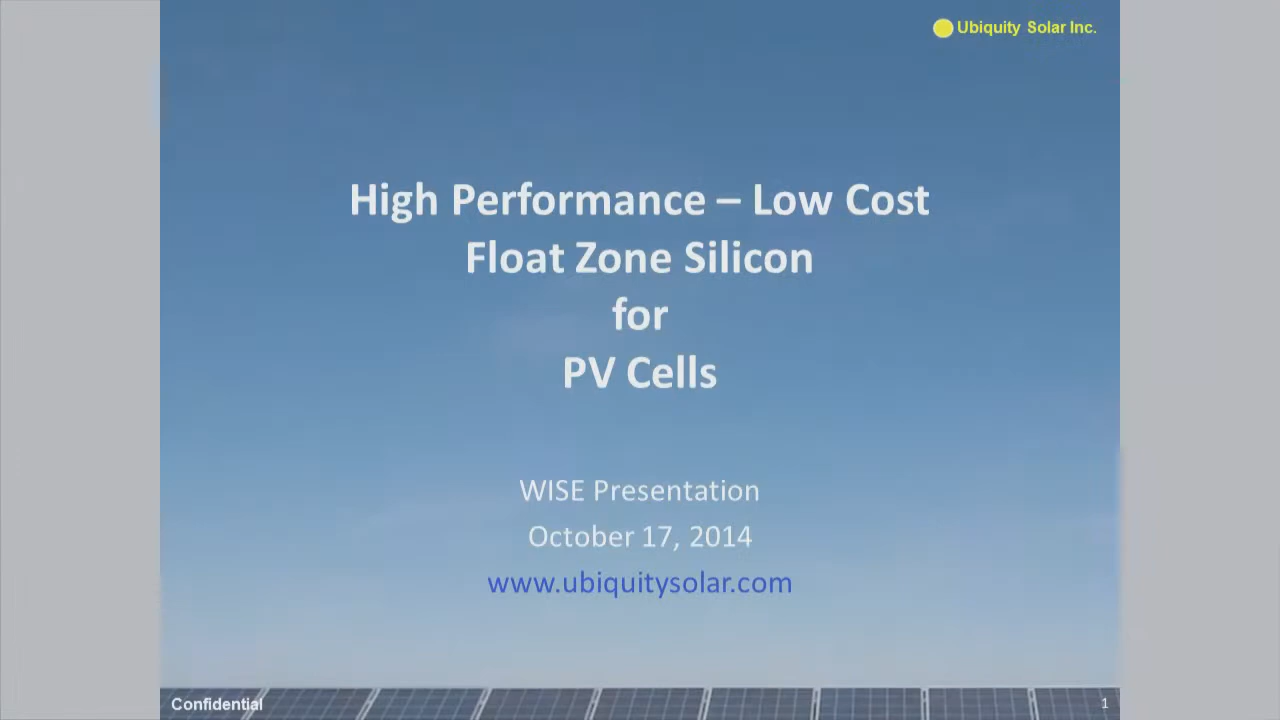 Ubiquity Solar Inc.
High Performance – Low Cost
Float Zone Silicon
for
PV Cells
WISE Presentation
October 17, 2014
www.ubiquitysolar.com
Confidential
1